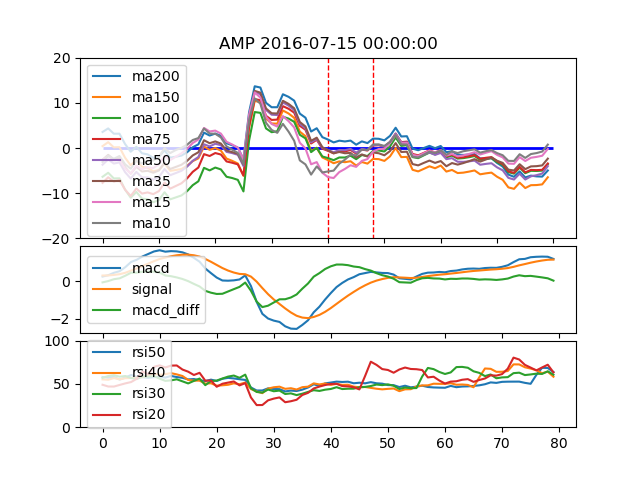 AMP 2016-07-15 00:00:00
20
10
0
−10
−20
ma200
ma150
ma100
ma75
ma50
ma35
ma15
ma10
0
−2
macd
signal
macd_diff
100
50
0
rsi50
rsi40
rsi30
rsi20
0 10 20 30 40 50 60 70 80